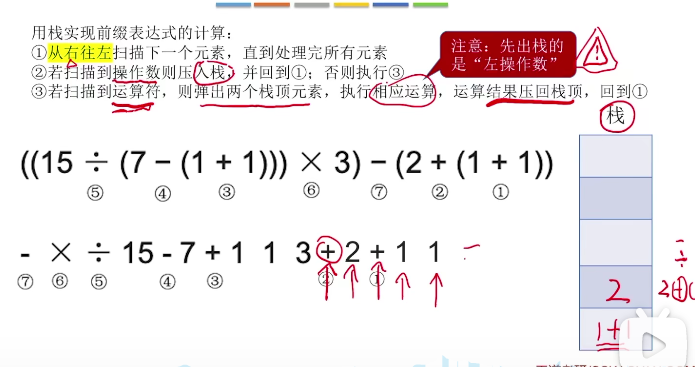 用栈实现前缀表达式的计算：
①从右往左扫描下一个元素，直到处理完所有元素
②若扫描到操作数则压入栈，并回到①；否则执行③
③若扫描到运算符，则弹出两个栈顶元素，执行相应运算，运算结果压回栈顶，回到①
注意：先出栈的
是“左操作数”
栈
((15 ÷ (7 − (1 + 1))) × 3) − (2 + (1 + 1))
⑤ ④ ③ ⑥ ⑦ ② ①
- × ÷ 15 - 7 + 1 1 3 + 2 + 1 1
⑦ ⑥ ⑤ ④ ③ ② ①
2
1+1